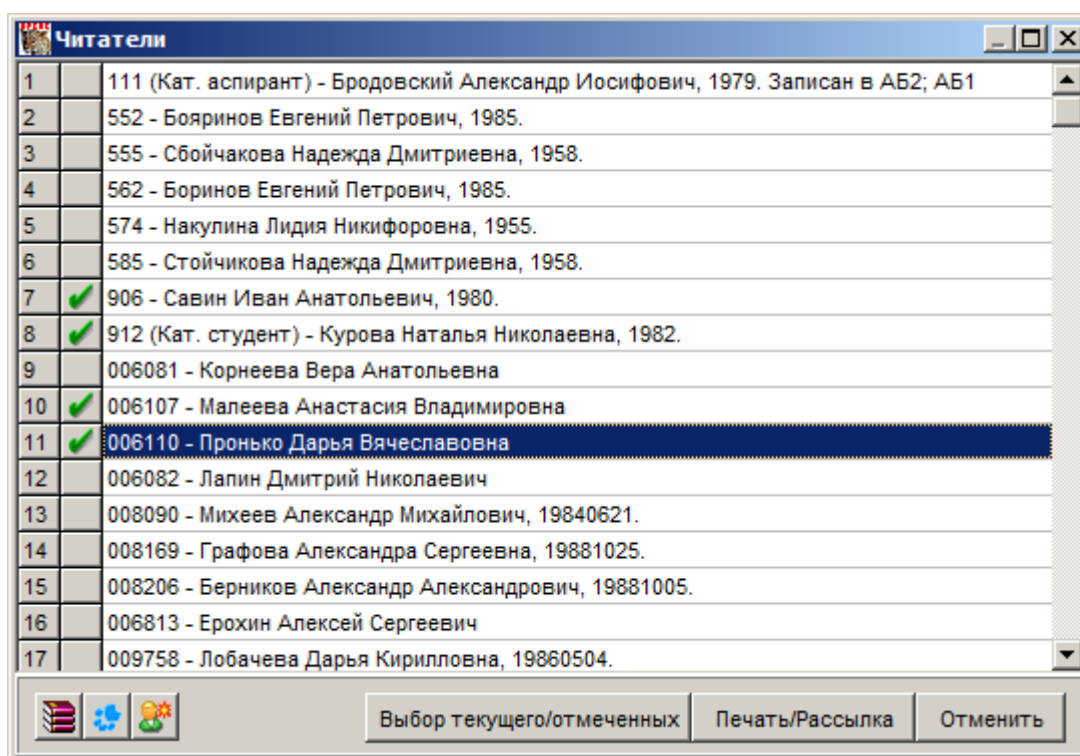 Читатели
1 111 (Кат. аспирант) - Бродовский Александр Иосифович, 1979. Записан в АБ2; АБ1
2 552 - Бояринов Евгений Петрович, 1985.
3 555 - Сбойчакова Надежда Дмитриевна, 1958.
4 562 - Боринов Евгений Петрович, 1985.
5 574 - Накулина Лидия Никифоровна, 1955.
6 585 - Стойчикова Надежда Дмитриевна, 1958.
7 906 - Савин Иван Анатольевич, 1980.
8 912 (Кат. студент) - Курова Наталья Николаевна, 1982.
9 006081 - Корнеева Вера Анатольевна
10 006107 - Малеева Анастасия Владимировна
11 006110 - Пронько Дарья Вячеславовна
12 006082 - Лапин Дмитрий Николаевич
13 008090 - Михеев Александр Михайлович, 19840621.
14 008169 - Графова Александра Сергеевна, 19881025.
15 008206 - Берников Александр Александрович, 19881005.
16 006813 - Ерохин Алексей Сергеевич
17 009758 - Лобачева Дарья Кирилловна, 19860504.
Выбор текущего/отмеченных Печать/Рассылка Отменить